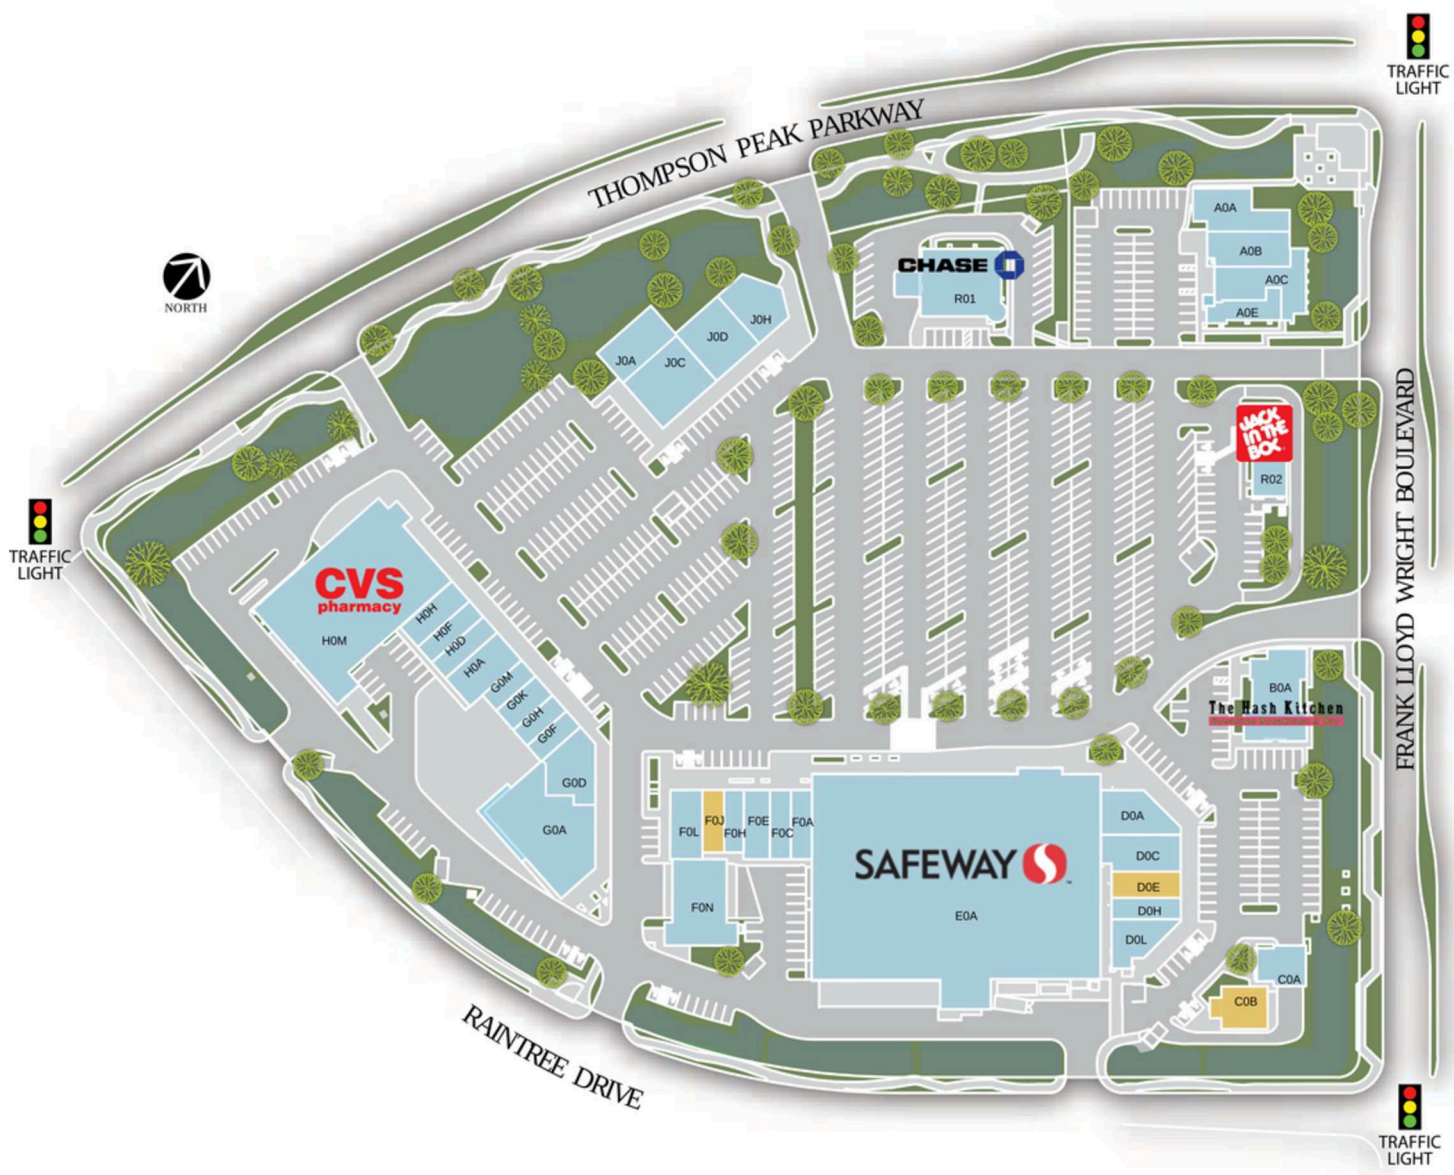 TRAFFIC
LIGHT
THOMPSON PEAK PARKWAY
A0A
A0B
A0C
A0E
CHASE
R01
NORTH
J0H
J0D
J0A
J0C
JACK
IN THE
BOX
R02
FRANK LLOYD WRIGHT BOULEVARD
TRAFFIC
LIGHT
CVS
pharmacy
H0M
H0H
H0F
H0D
H0A
G0M
G0K
G0H
G0F
G0D
G0A
B0A
The Hash Kitchen
F0L
F0J
F0H
F0E
F0C
F0A
F0N
SAFEWAY
E0A
D0A
D0C
D0E
D0H
D0L
C0A
C0B
RAINTREE DRIVE
TRAFFIC
LIGHT